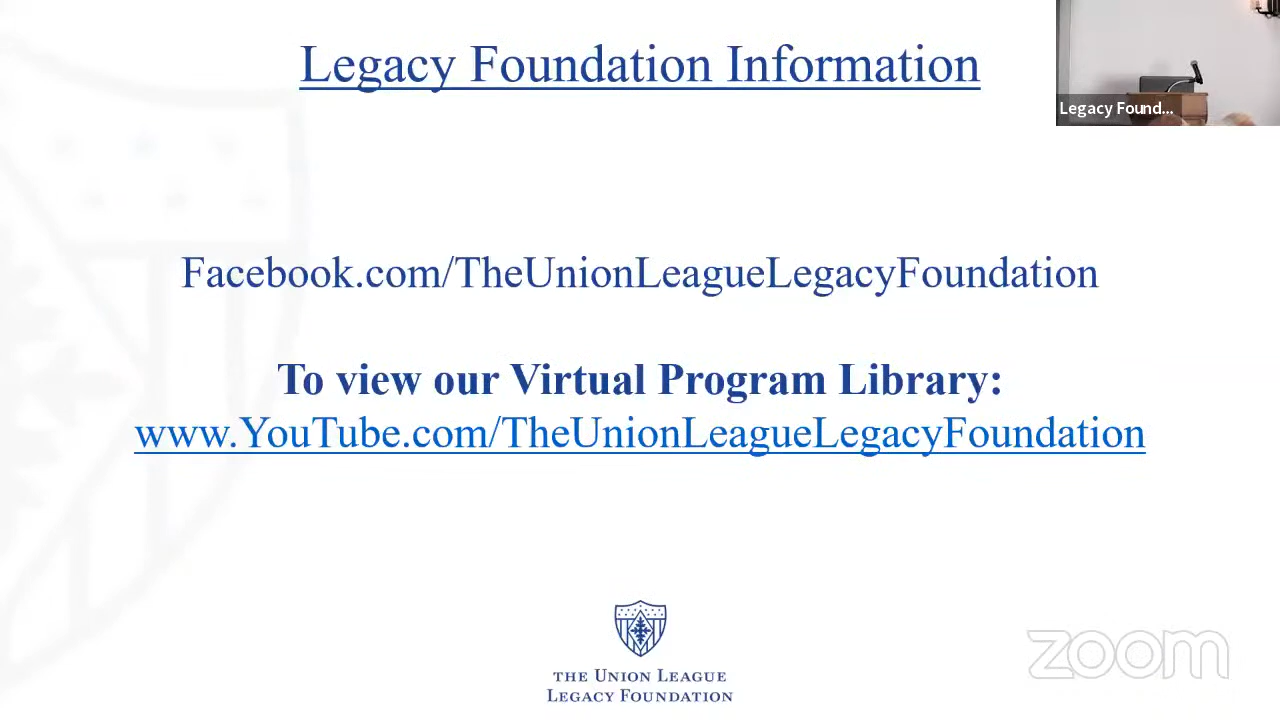 Legacy Foundation Information
Legacy Found...
Facebook.com/TheUnionLeagueLegacyFoundation
To view our Virtual Program Library:
www.YouTube.com/TheUnionLeagueLegacyFoundation
THE UNION LEAGUE
LEGACY FOUNDATION
zoom